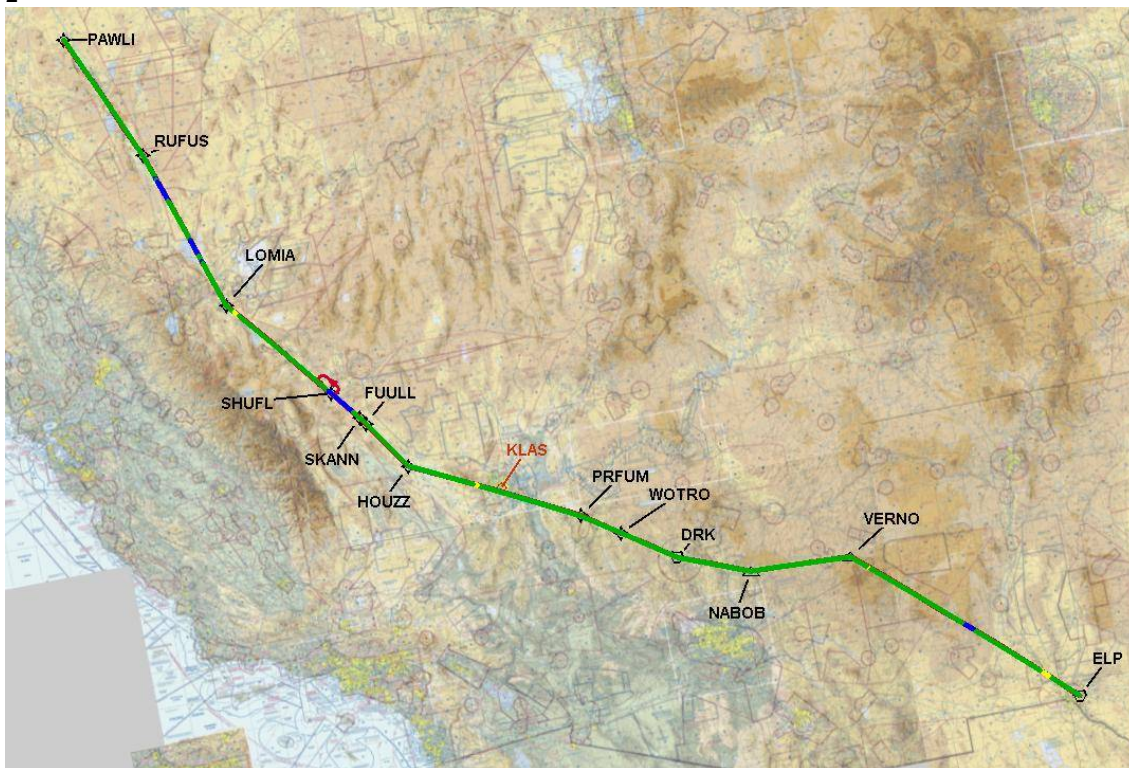 PAWLI
RUFUS
LOMIA
SHUFL
FUULL
SKANN
KLAS
HOUZZ
PRFUM
WOTRO
DRK
VERNO
NABOB
ELP